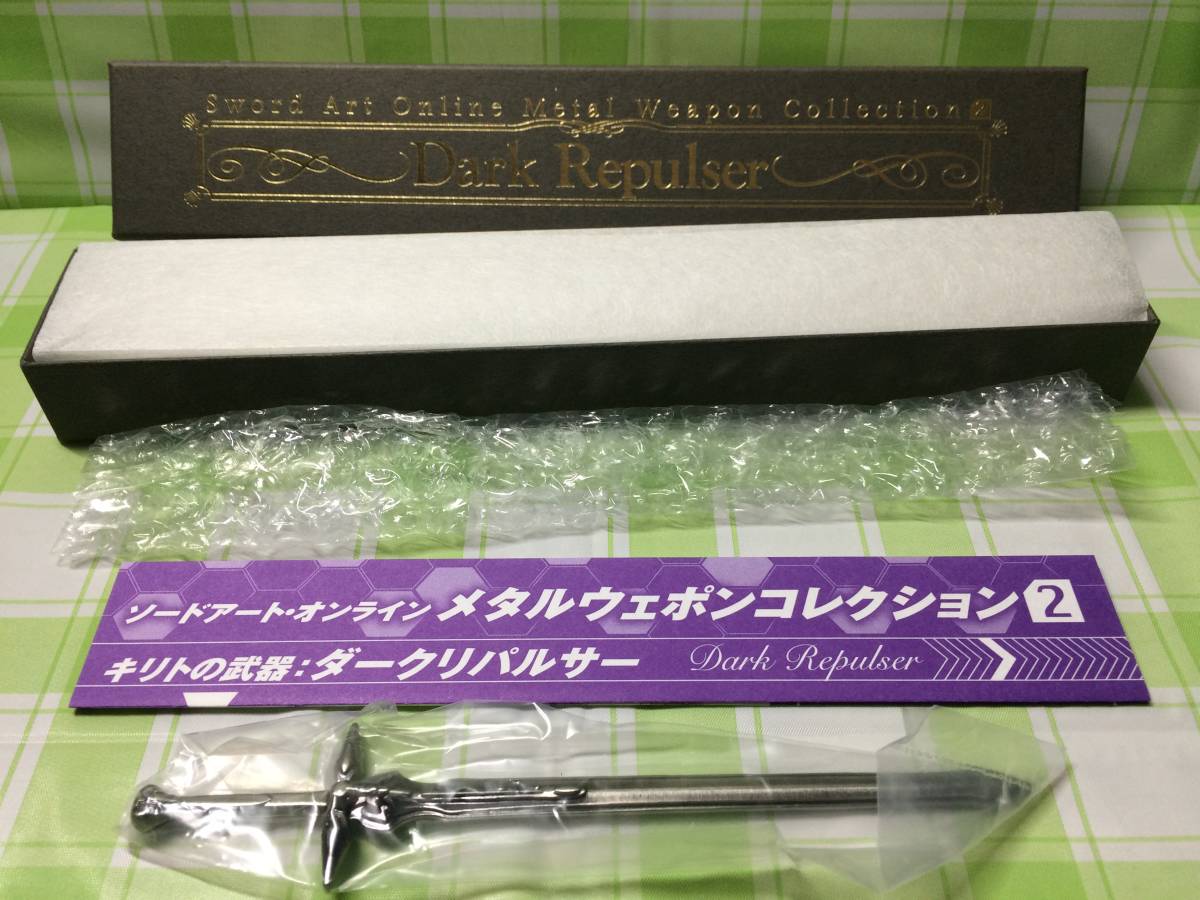 Sword Art Online Metal Weapon Collection 2
Dark Repulser
ソードアート・オンライン メタルウェポンコレクション 2
キリトの武器：ダークリパルサー Dark Repulser